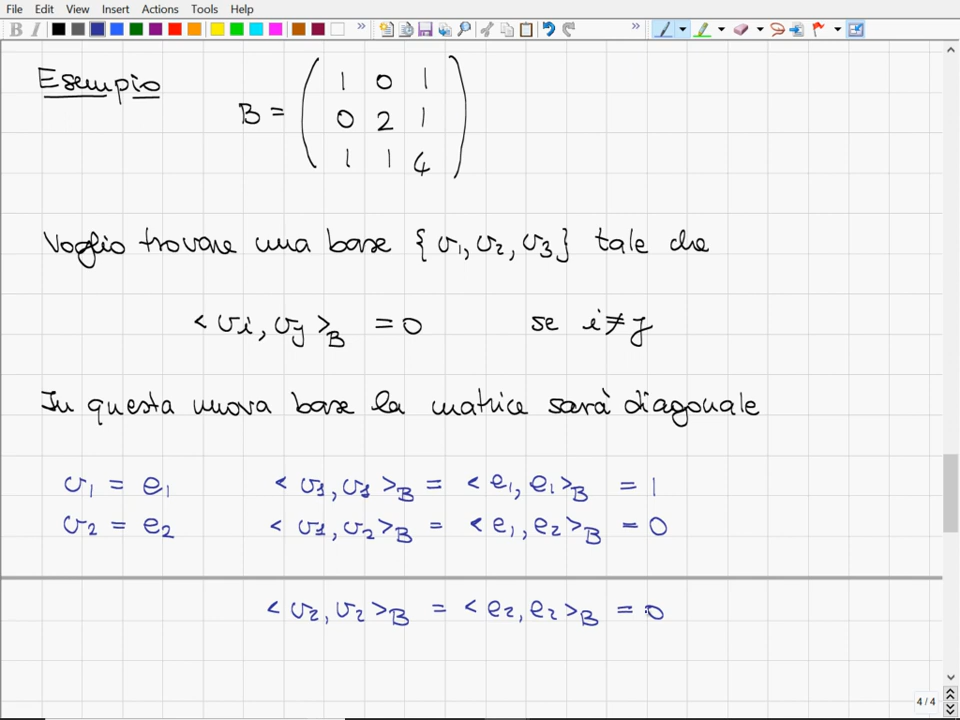 File Edit View Insert Actions Tools Help
B I
Esempio
B = ( 1 0 1
0 2 1
1 1 4 )
Voglio trovare una base {v1, v2, v3} tale che
<vi, vj>B = 0 se i ≠ j
In questa nuova base la matrice sarà diagonale
v1 = e1 <v1, v1>B = <e1, e1>B = 1
v2 = e2 <v1, v2>B = <e1, e2>B = 0
<v2, v2>B = <e2, e2>B = 0
4 / 4